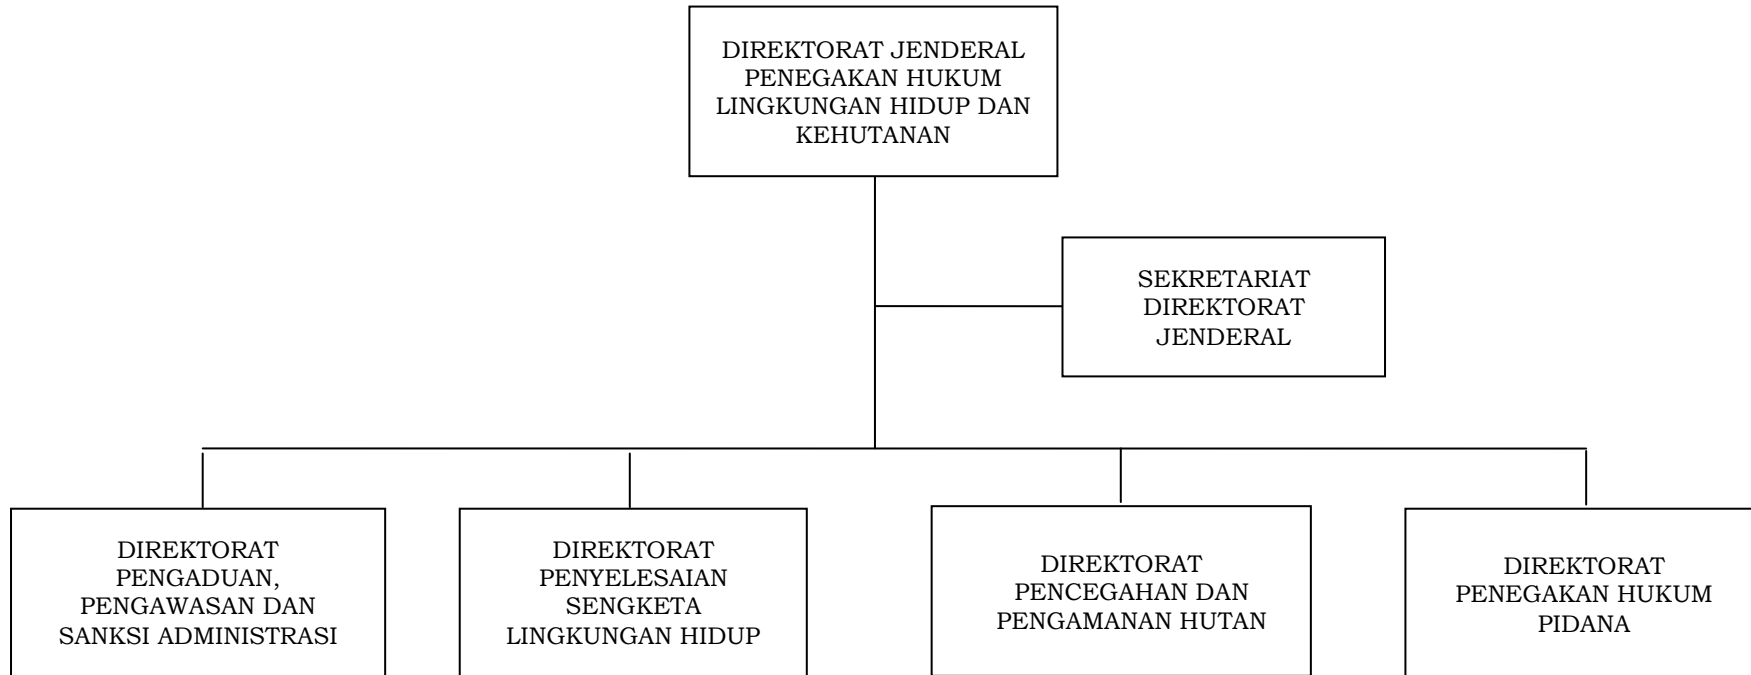 DIREKTORAT JENDERAL
PENEGAKAN HUKUM
LINGKUNGAN HIDUP DAN
KEHUTANAN
SEKRETARIAT
DIREKTORAT
JENDERAL
DIREKTORAT
PENGADUAN,
PENGAWASAN DAN
SANKSI ADMINISTRASI
DIREKTORAT
PENYELESAIAN
SENGKETA
LINGKUNGAN HIDUP
DIREKTORAT
PENCEGAHAN DAN
PENGAMANAN HUTAN
DIREKTORAT
PENEGAKAN HUKUM
PIDANA